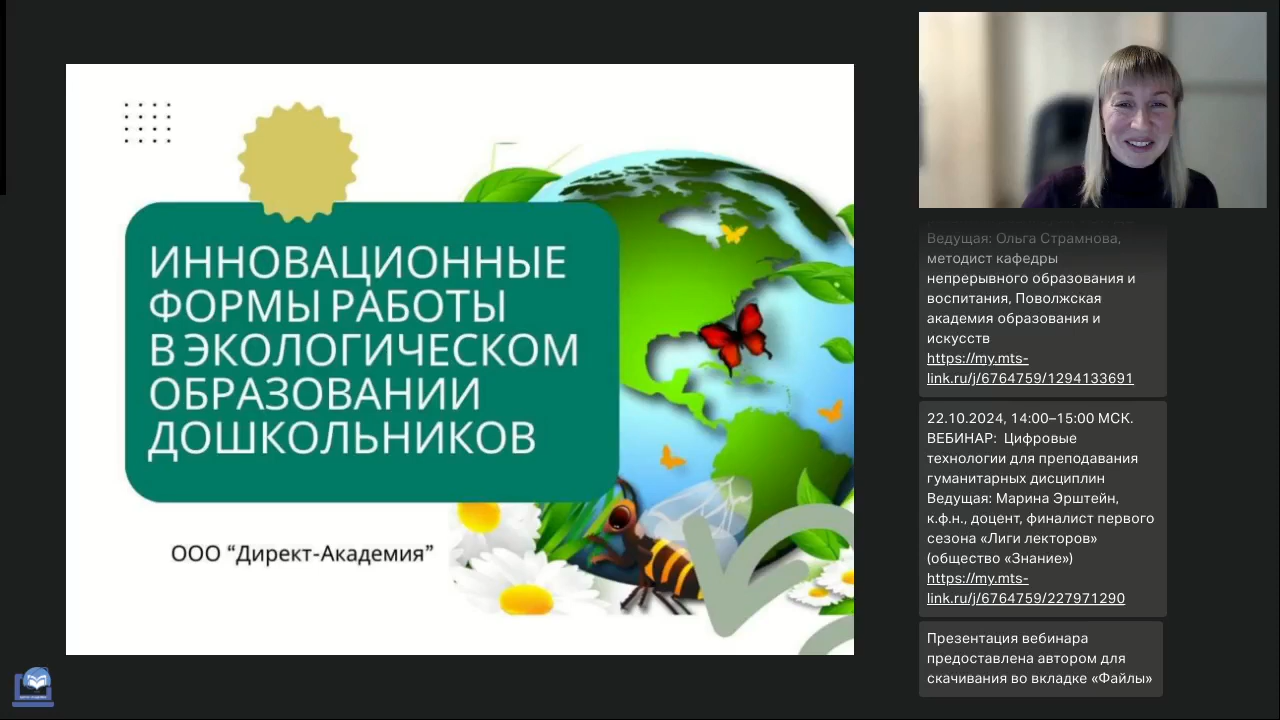 ИННОВАЦИОННЫЕ
ФОРМЫ РАБОТЫ
В ЭКОЛОГИЧЕСКОМ
ОБРАЗОВАНИИ
ДОШКОЛЬНИКОВ
ООО “Директ-Академия”
Ведущая: Ольга Страмнова,
методист кафедры
непрерывного образования и
воспитания, Поволжская
академия образования и
искусств
https://my.mts-
link.ru/j/6764759/1294133691
22.10.2024, 14:00–15:00 МСК.
ВЕБИНАР: Цифровые
технологии для преподавания
гуманитарных дисциплин
Ведущая: Марина Эрштейн,
к.ф.н., доцент, финалист первого
сезона «Лиги лекторов»
(общество «Знание»)
https://my.mts-
link.ru/j/6764759/227971290
Презентация вебинара
предоставлена автором для
скачивания во вкладке «Файлы»